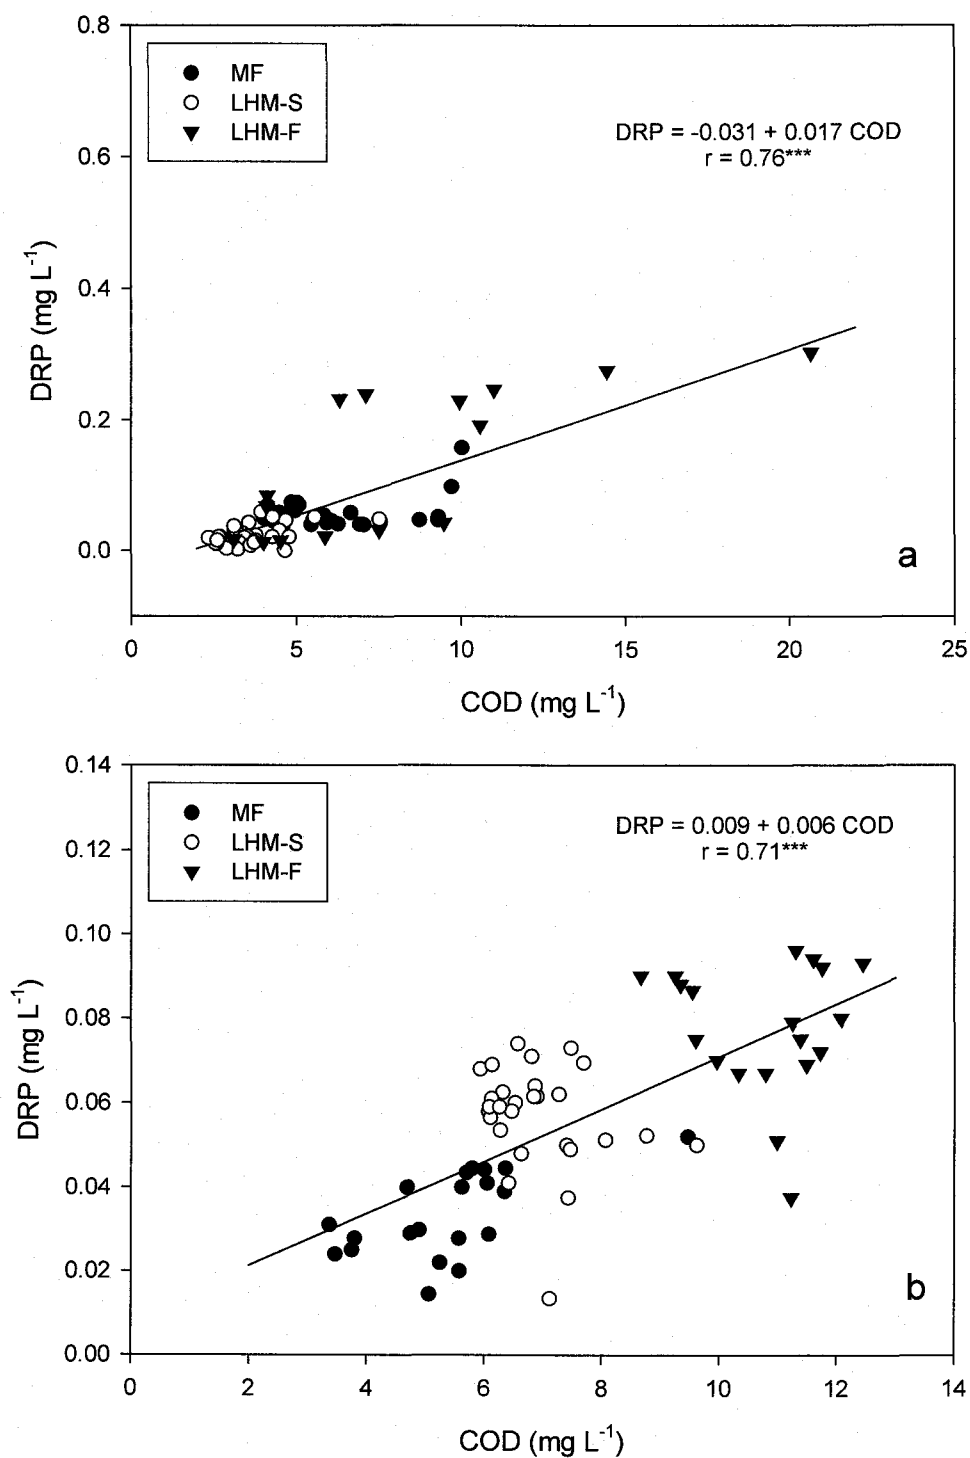 0.8
MF
LHM-S
LHM-F
DRP = -0.031 + 0.017 COD
r = 0.76***
0.6
0.4
0.2
0.0
DRP (mg L-1)
a
0 5 10 15 20 25
COD (mg L-1)
0.14
MF
LHM-S
LHM-F
DRP = 0.009 + 0.006 COD
r = 0.71***
0.12
0.10
0.08
0.06
0.04
0.02
0.00
DRP (mg L-1)
b
0 2 4 6 8 10 12 14
COD (mg L-1)